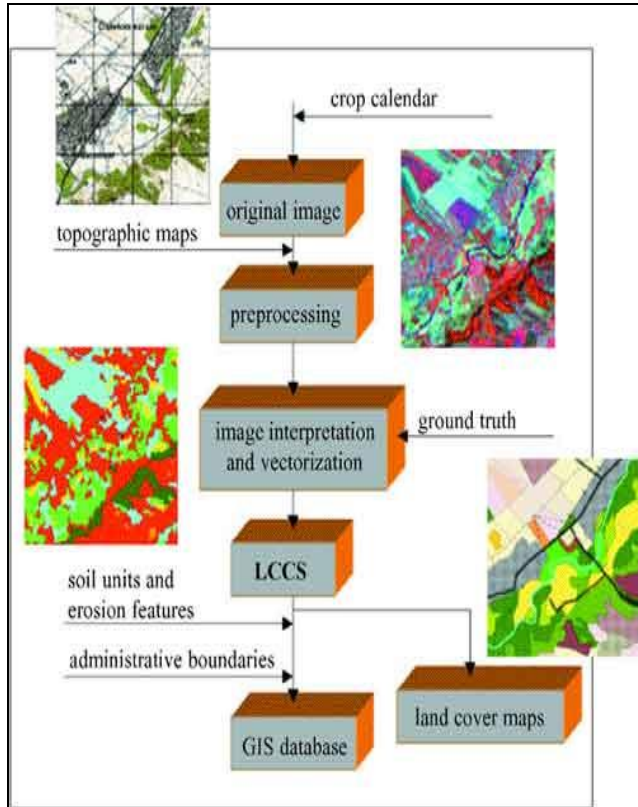 crop calendar
original image
topographic maps
preprocessing
image interpretation
and vectorization
ground truth
LCCS
soil units and
erosion features
administrative boundaries
GIS database
land cover maps